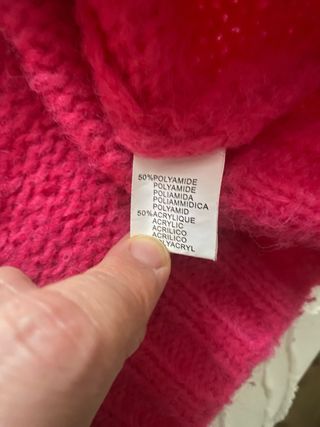 50%POLYAMIDE
POLYAMIDE
POLIAMIDA
POLIAMMIDICA
POLYAMID
50%ACRYLIQUE
ACRYLIC
ACRILICO
ACRILICO
POLYACRYL